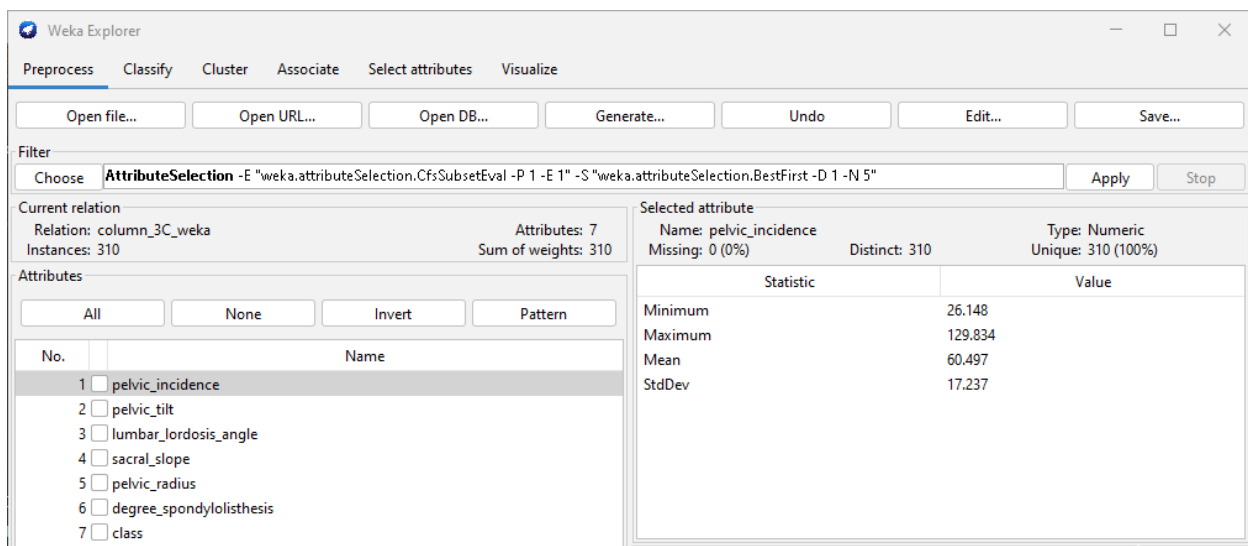 Weka Explorer
Preprocess Classify Cluster Associate Select attributes Visualize
Open file... Open URL... Open DB... Generate... Undo Edit... Save...
Filter
Choose AttributeSelection -E "weka.attributeSelection.CfsSubsetEval -P 1 -E 1" -S "weka.attributeSelection.BestFirst -D 1 -N 5" Apply Stop
Current relation
Relation: column_3C_weka Attributes: 7
Instances: 310 Sum of weights: 310
Attributes
All None Invert Pattern
No. Name
1 pelvic_incidence
2 pelvic_tilt
3 lumbar_lordosis_angle
4 sacral_slope
5 pelvic_radius
6 degree_spondylolisthesis
7 class
Selected attribute
Name: pelvic_incidence Type: Numeric
Missing: 0 (0%) Distinct: 310 Unique: 310 (100%)
Statistic Value
Minimum 26.148
Maximum 129.834
Mean 60.497
StdDev 17.237